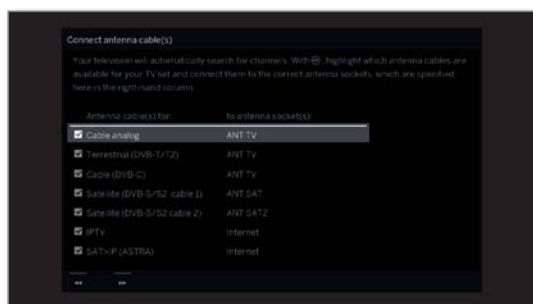 Connect antenna cable(s)
Your television will automatically search for channels. With OK, highlight which antenna cables are
available for your TV set and connect them to the correct antenna sockets, which are specified
here in the right-hand column.
Antenna cable(s) for: to antenna socket(s):
Cable analog ANT TV
Terrestrial (DVB-T/T2) ANT TV
Cable (DVB-C) ANT TV
Satellite (DVB-S/S2 cable 1) ANT SAT
Satellite (DVB-S/S2 cable 2) ANT SAT2
IPTV Internet
SAT>IP (ASTRA) Internet